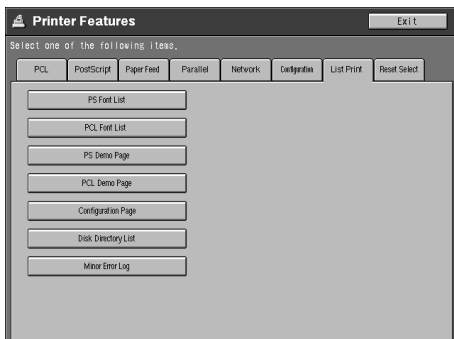 Printer Features
Exit
Select one of the following items.
PCL PostScript Paper Feed Parallel Network Configuration List Print Reset Select
PS Font List
PCL Font List
PS Demo Page
PCL Demo Page
Configuration Page
Disk Directory List
Minor Error Log